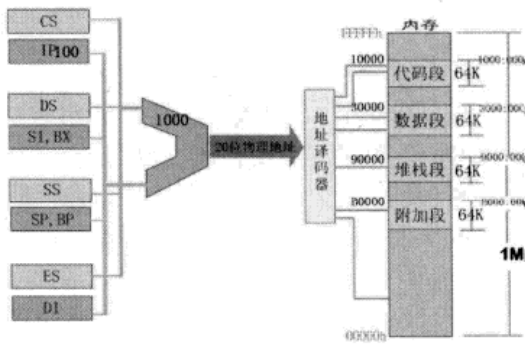 CS
IP100
DS
SI,BX
SS
SP,BP
ES
DI
1000
20位物理地址
地址译码器
内存
10000
代码段
64K
30000
数据段
64K
90000
堆栈段
64K
B0000
附加段
64K
1M
00000h